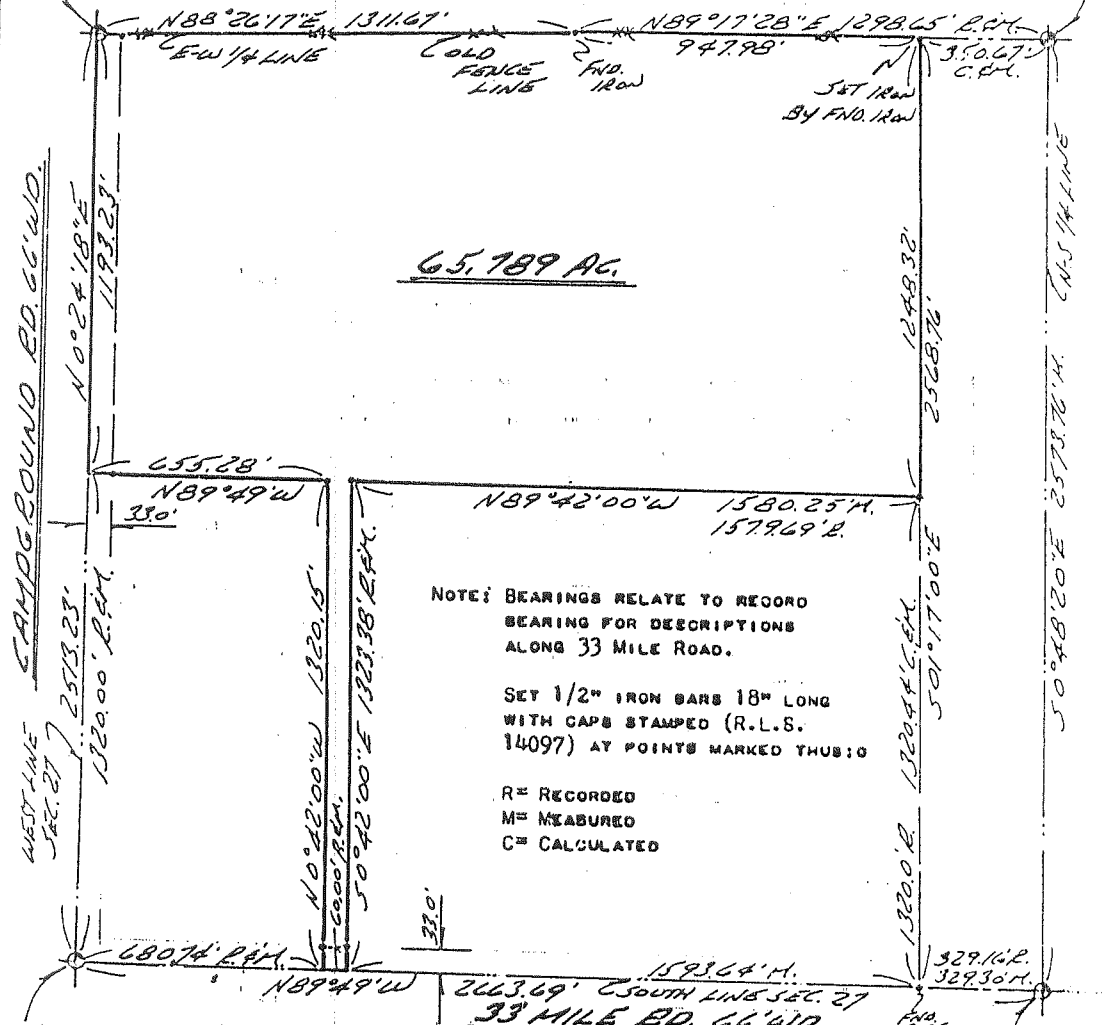 N88°26'17"E 1311.67'
N89°17'28"E 1298.65' R.&M.
E-W 1/4 LINE
OLD
FENCE
LINE
FND.
IRON
947.98'
SET IRON
BY FND. IRON
350.67'
C.&M.
CAMPGROUND RD. 66' WD.
N0°24'18"E
1193.23'
65.789 AC.
1248.32'
2568.76'
N-S 1/4 LINE
S0°48'20"E 2573.76' M.
655.28'
N89°49'W
33.0'
N89°42'00"W 1580.25' M.
1579.69' R.
WEST LINE
SEC. 27
2513.23'
1320.00' R.&M.
N0°42'00"W 1320.15'
60.00' R.&M.
S0°42'00"E 1323.38' R.&M.
NOTE: BEARINGS RELATE TO RECORD
BEARING FOR DESCRIPTIONS
ALONG 33 MILE ROAD.
SET 1/2" IRON BARS 18" LONG
WITH CAPS STAMPED (R.L.S.
14097) AT POINTS MARKED THUS:O
R= RECORDED
M= MEASURED
C= CALCULATED
1320.0' R. 1320.44' C.&M.
S01°17'00"E
33.0'
680.74' R.&M.
N89°49'W
1593.64' M.
2663.69' SOUTH LINE SEC. 27
33 MILE RD. 66' WD.
329.16' R.
329.30' M.
FND.